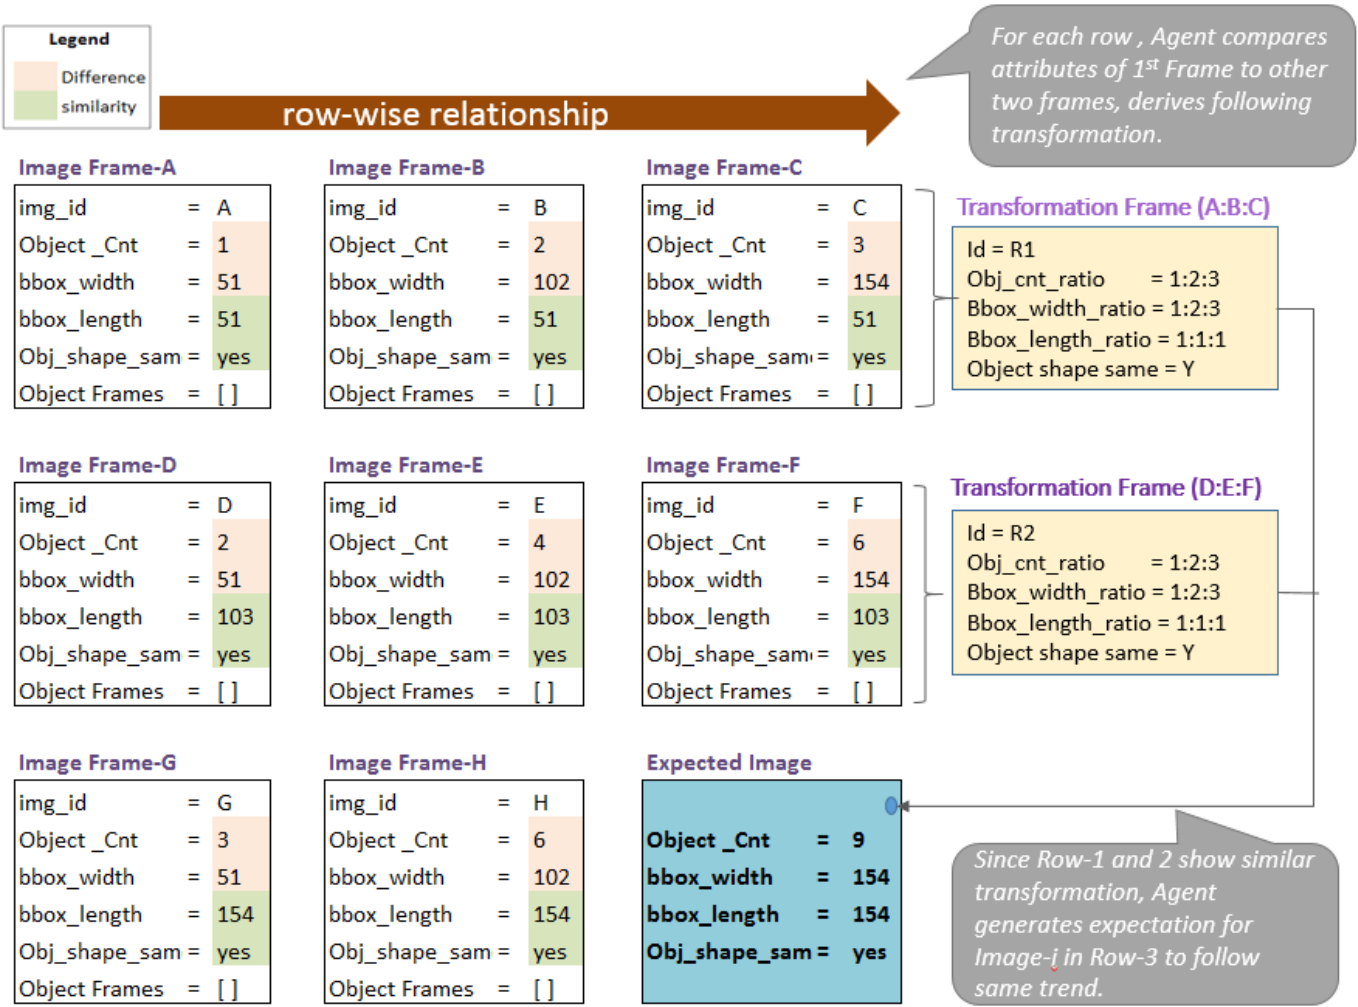 Legend
Difference
similarity
row-wise relationship
For each row , Agent compares
attributes of 1st Frame to other
two frames, derives following
transformation.
Image Frame-A
img_id = A
Object _Cnt = 1
bbox_width = 51
bbox_length = 51
Obj_shape_sam = yes
Object Frames = [ ]
Image Frame-B
img_id = B
Object _Cnt = 2
bbox_width = 102
bbox_length = 51
Obj_shape_sam = yes
Object Frames = [ ]
Image Frame-C
img_id = C
Object _Cnt = 3
bbox_width = 154
bbox_length = 51
Obj_shape_sam = yes
Object Frames = [ ]
Transformation Frame (A:B:C)
Id = R1
Obj_cnt_ratio = 1:2:3
Bbox_width_ratio = 1:2:3
Bbox_length_ratio = 1:1:1
Object shape same = Y
Image Frame-D
img_id = D
Object _Cnt = 2
bbox_width = 51
bbox_length = 103
Obj_shape_sam = yes
Object Frames = [ ]
Image Frame-E
img_id = E
Object _Cnt = 4
bbox_width = 102
bbox_length = 103
Obj_shape_sam = yes
Object Frames = [ ]
Image Frame-F
img_id = F
Object _Cnt = 6
bbox_width = 154
bbox_length = 103
Obj_shape_sam = yes
Object Frames = [ ]
Transformation Frame (D:E:F)
Id = R2
Obj_cnt_ratio = 1:2:3
Bbox_width_ratio = 1:2:3
Bbox_length_ratio = 1:1:1
Object shape same = Y
Image Frame-G
img_id = G
Object _Cnt = 3
bbox_width = 51
bbox_length = 154
Obj_shape_sam = yes
Object Frames = [ ]
Image Frame-H
img_id = H
Object _Cnt = 6
bbox_width = 102
bbox_length = 154
Obj_shape_sam = yes
Object Frames = [ ]
Expected Image
Object _Cnt = 9
bbox_width = 154
bbox_length = 154
Obj_shape_sam = yes
Since Row-1 and 2 show similar
transformation, Agent
generates expectation for
Image-i in Row-3 to follow
same trend.